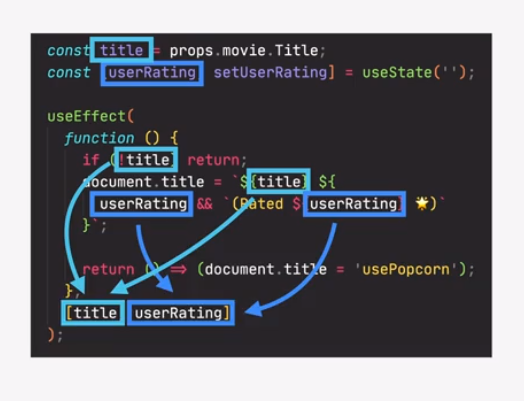 const title = props.movie.Title;
const [userRating, setUserRating] = useState('');
useEffect(
function () {
if (!title) return;
document.title = `${title} ${
userRating && `(Rated ${userRating} 🌟)`
}`;
return () => (document.title = 'usePopcorn');
},
[title, userRating]
);